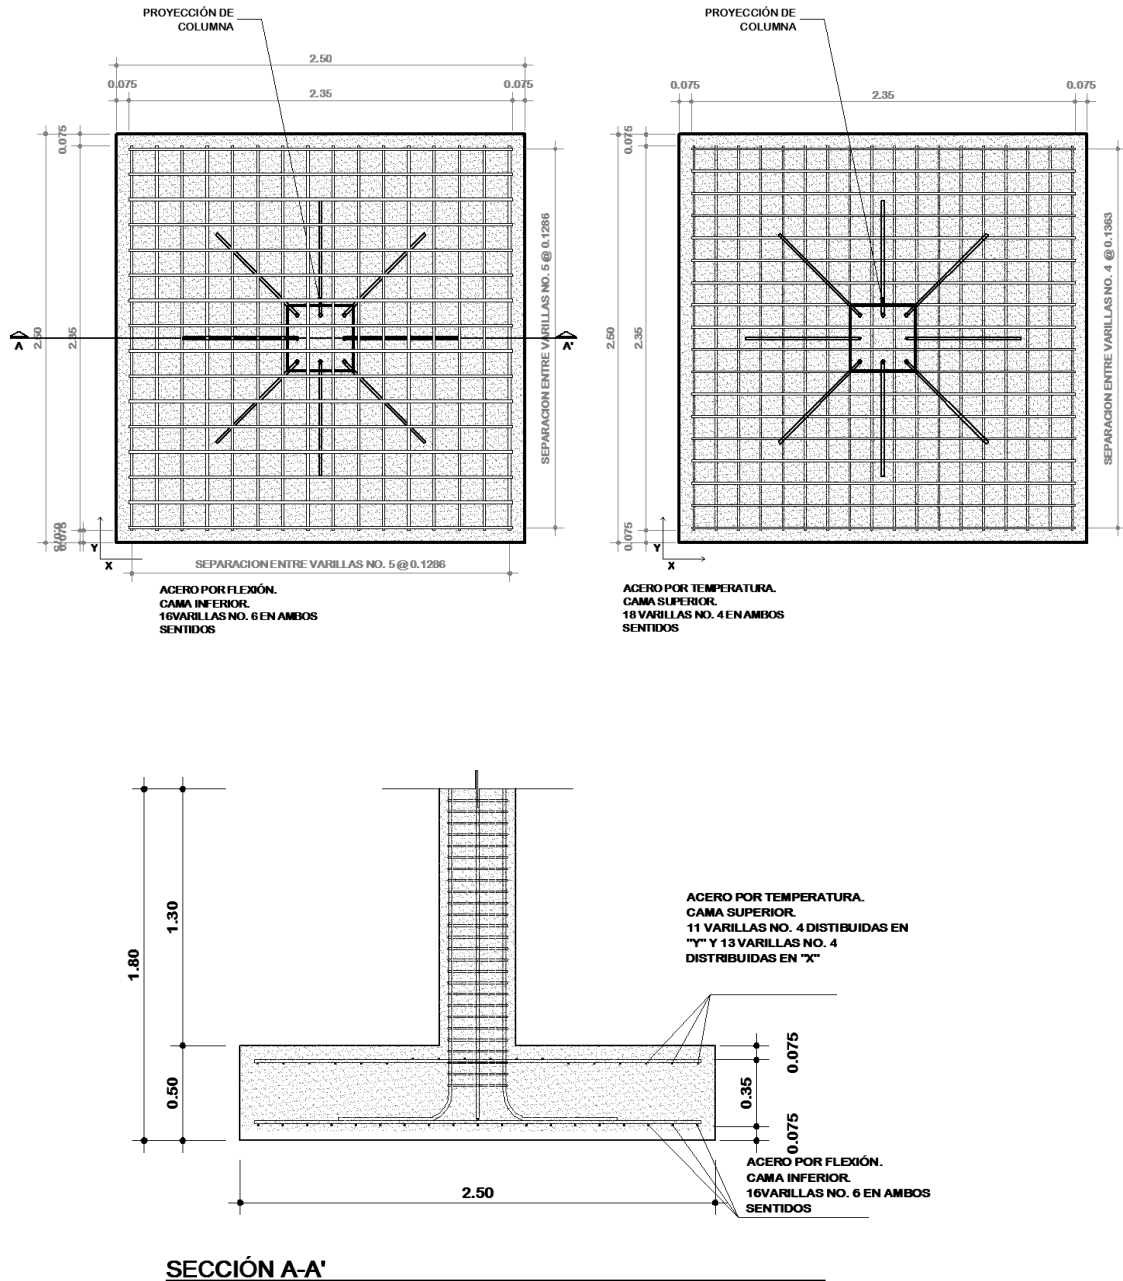 PROYECCIÓN DE
COLUMNA
2.50
0.075
0.075
2.35
0.075
2.50
2.35
0.075
SEPARACION ENTRE VARILLAS NO. 5 @ 0.1286
A
A'
Y
X
SEPARACION ENTRE VARILLAS NO. 5 @ 0.1286
ACERO POR FLEXIÓN.
CAMA INFERIOR.
16VARILLAS NO. 6 EN AMBOS
SENTIDOS
PROYECCIÓN DE
COLUMNA
0.075
0.075
2.35
0.075
2.50
2.35
0.075
SEPARACION ENTRE VARILLAS NO. 4 @ 0.1363
Y
X
ACERO POR TEMPERATURA.
CAMA SUPERIOR.
18 VARILLAS NO. 4 EN AMBOS
SENTIDOS
1.80
1.30
0.50
ACERO POR TEMPERATURA.
CAMA SUPERIOR.
11 VARILLAS NO. 4 DISTIBUIDAS EN
"Y" Y 13 VARILLAS NO. 4
DISTRIBUIDAS EN "X"
0.075
0.35
0.075
ACERO POR FLEXIÓN.
CAMA INFERIOR.
16VARILLAS NO. 6 EN AMBOS
SENTIDOS
2.50
SECCIÓN A-A'